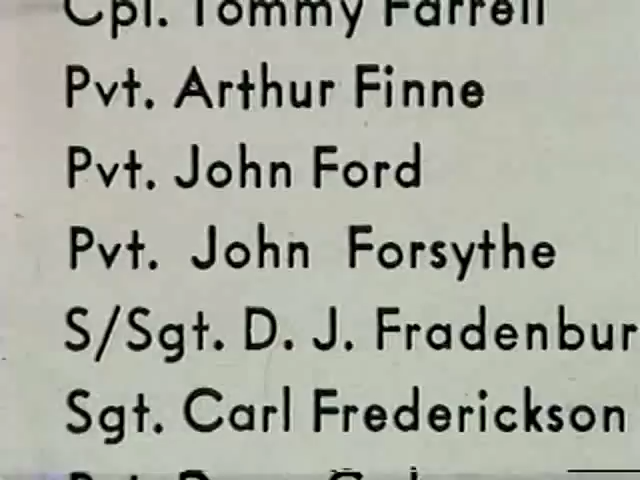 Cpl. Tommy Farrell
Pvt. Arthur Finne
Pvt. John Ford
Pvt. John Forsythe
S/Sgt. D. J. Fradenbur
Sgt. Carl Frederickson